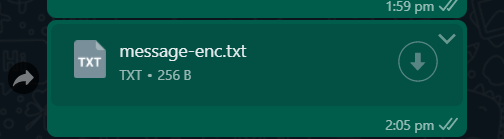 1:59 pm
message-enc.txt
TXT
TXT • 256 B
2:05 pm